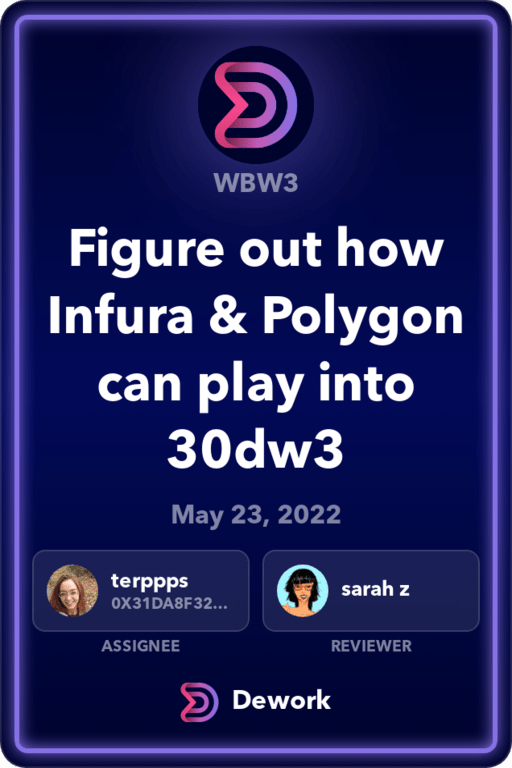 WBW3
Figure out how
Infura & Polygon
can play into
30dw3
May 23, 2022
terppps
0X31DA8F32...
sarah z
ASSIGNEE
REVIEWER
Dework